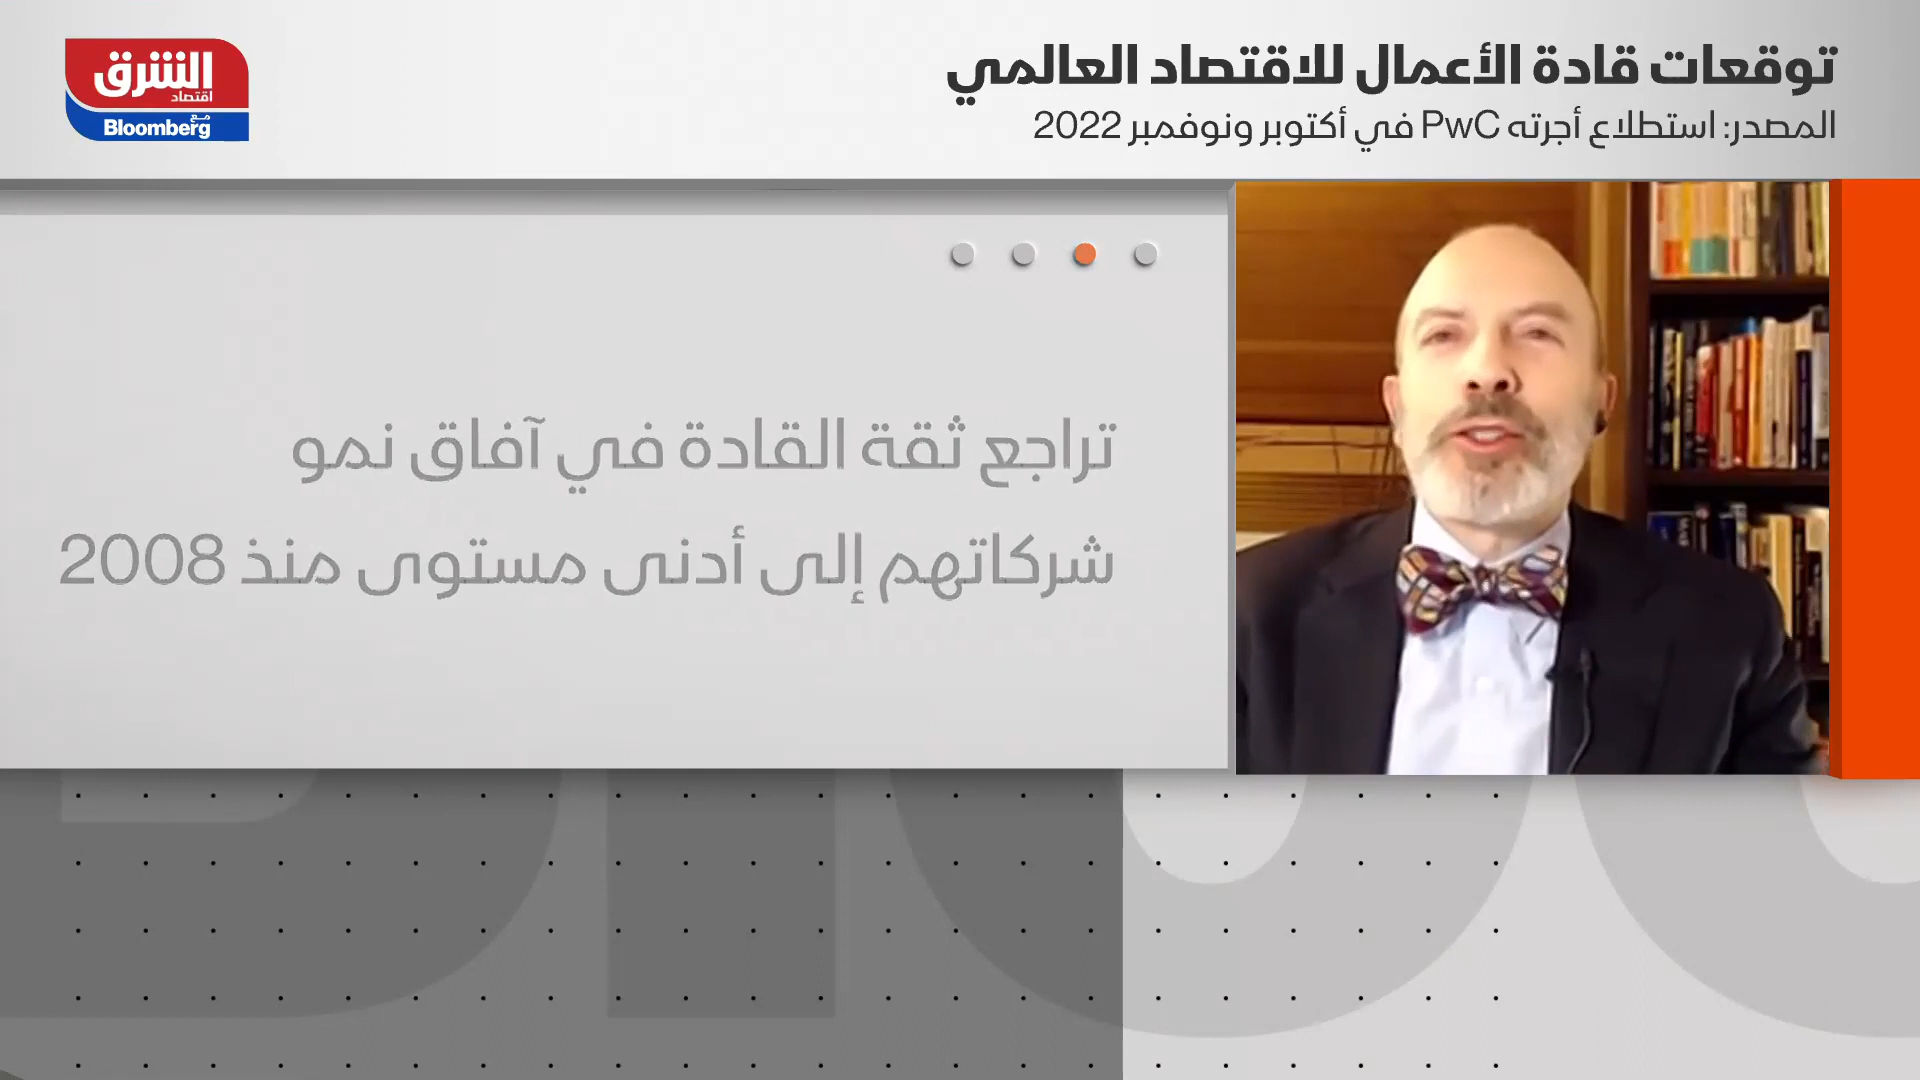 توقعات قادة الأعمال للاقتصاد العالمي
المصدر: استطلاع أجرته PwC في أكتوبر ونوفمبر 2022
الشرق
اقتصاد
مع
Bloomberg
تراجع ثقة القادة في آفاق نمو
شركاتهم إلى أدنى مستوى منذ 2008